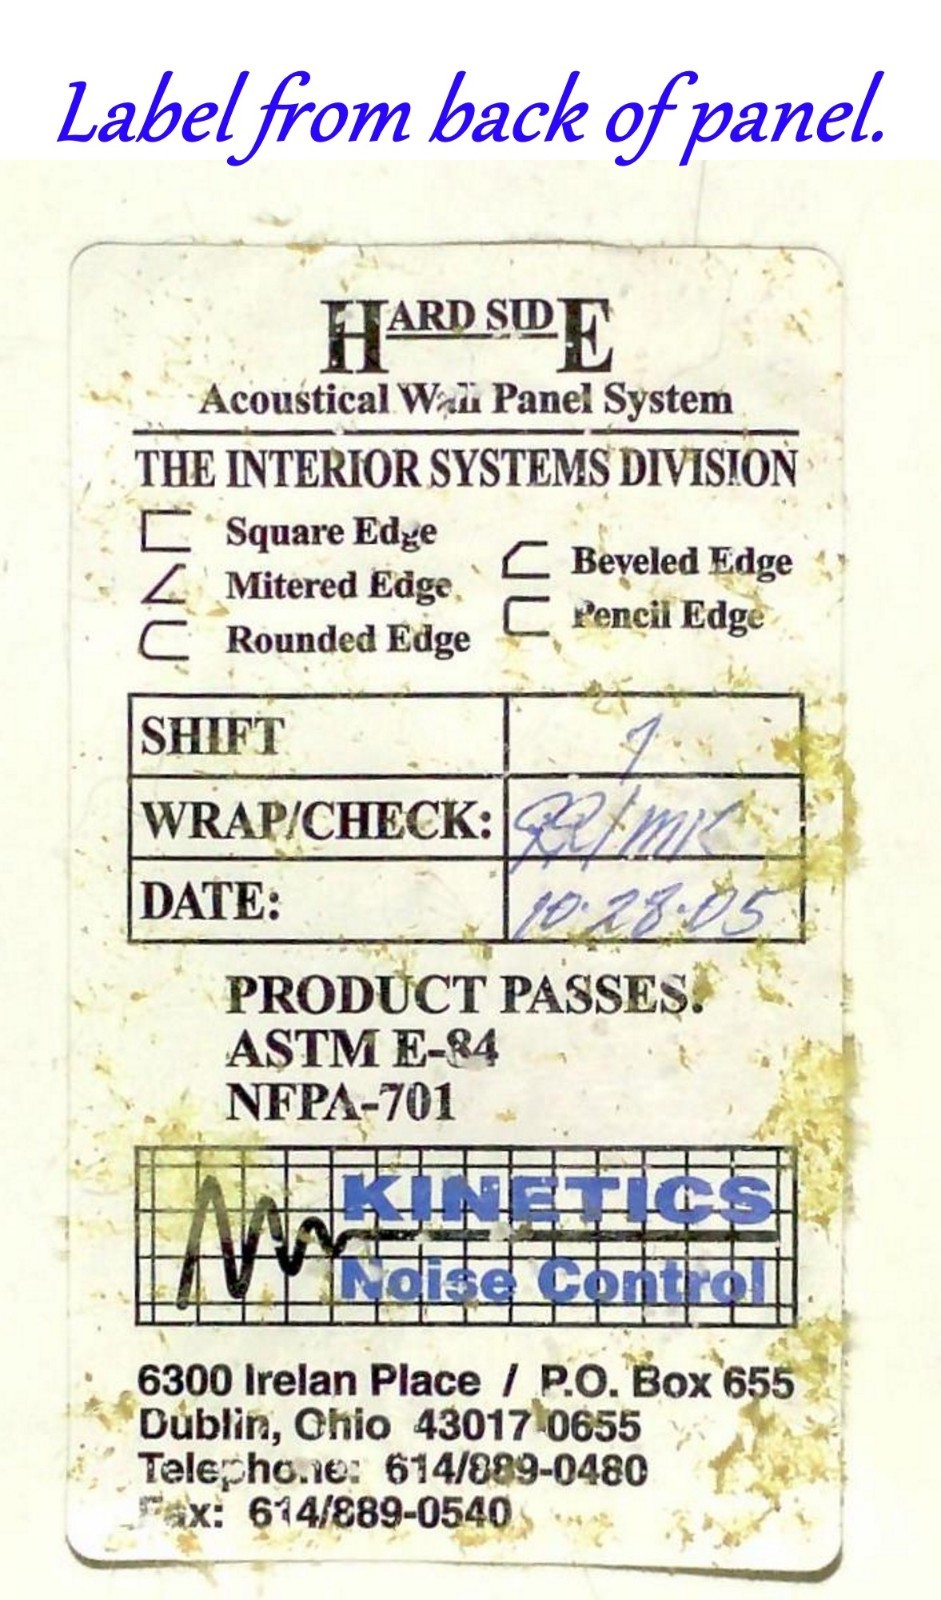 Label from back of panel.
HARD SIDE
Acoustical Wall Panel System
THE INTERIOR SYSTEMS DIVISION
Square Edge
Mitered Edge
Rounded Edge
Beveled Edge
Pencil Edge
SHIFT 1
WRAP/CHECK: /MK
DATE: 10·28·05
PRODUCT PASSES:
ASTM E-84
NFPA-701
KINETICS
Noise Control
6300 Irelan Place / P.O. Box 655
Dublin, Ohio 43017-0655
Telephone: 614/889-0480
Fax: 614/889-0540